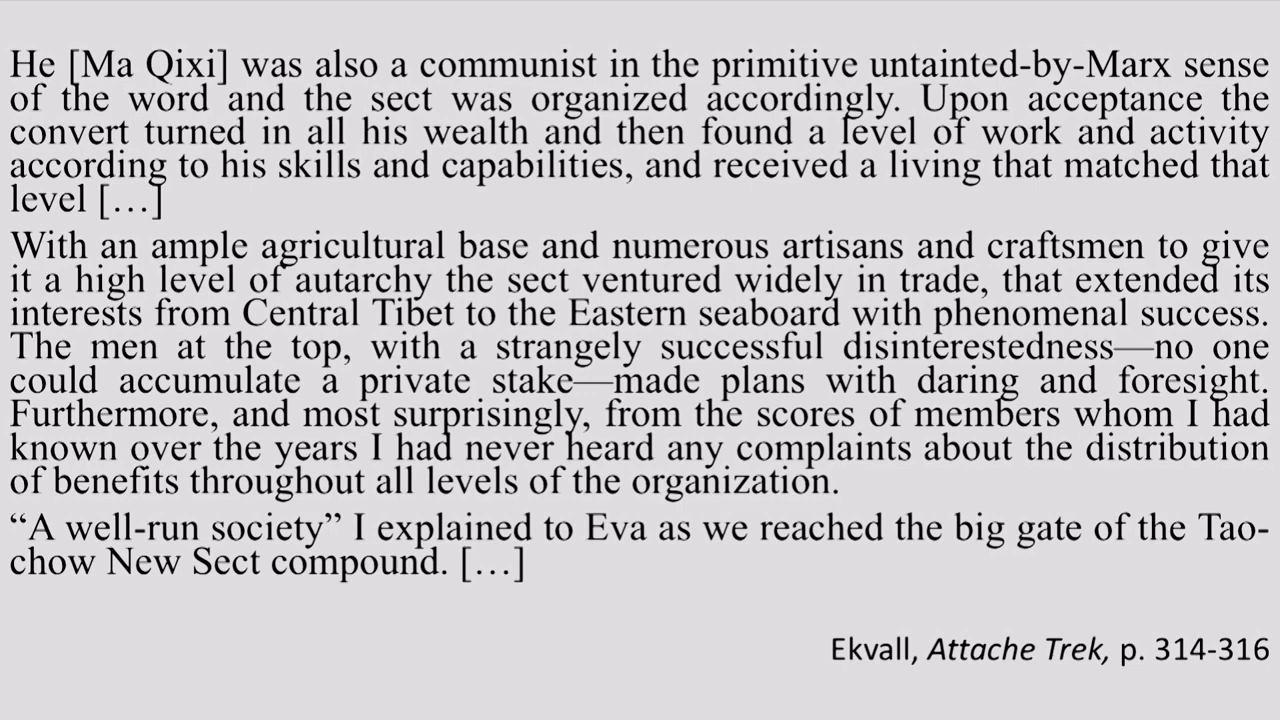 He [Ma Qixi] was also a communist in the primitive untainted-by-Marx sense
of the word and the sect was organized accordingly. Upon acceptance the
convert turned in all his wealth and then found a level of work and activity
according to his skills and capabilities, and received a living that matched that
level […]
With an ample agricultural base and numerous artisans and craftsmen to give
it a high level of autarchy the sect ventured widely in trade, that extended its
interests from Central Tibet to the Eastern seaboard with phenomenal success.
The men at the top, with a strangely successful disinterestedness—no one
could accumulate a private stake—made plans with daring and foresight.
Furthermore, and most surprisingly, from the scores of members whom I had
known over the years I had never heard any complaints about the distribution
of benefits throughout all levels of the organization.
“A well-run society” I explained to Eva as we reached the big gate of the Tao-
chow New Sect compound. […]
Ekvall, Attache Trek, p. 314-316